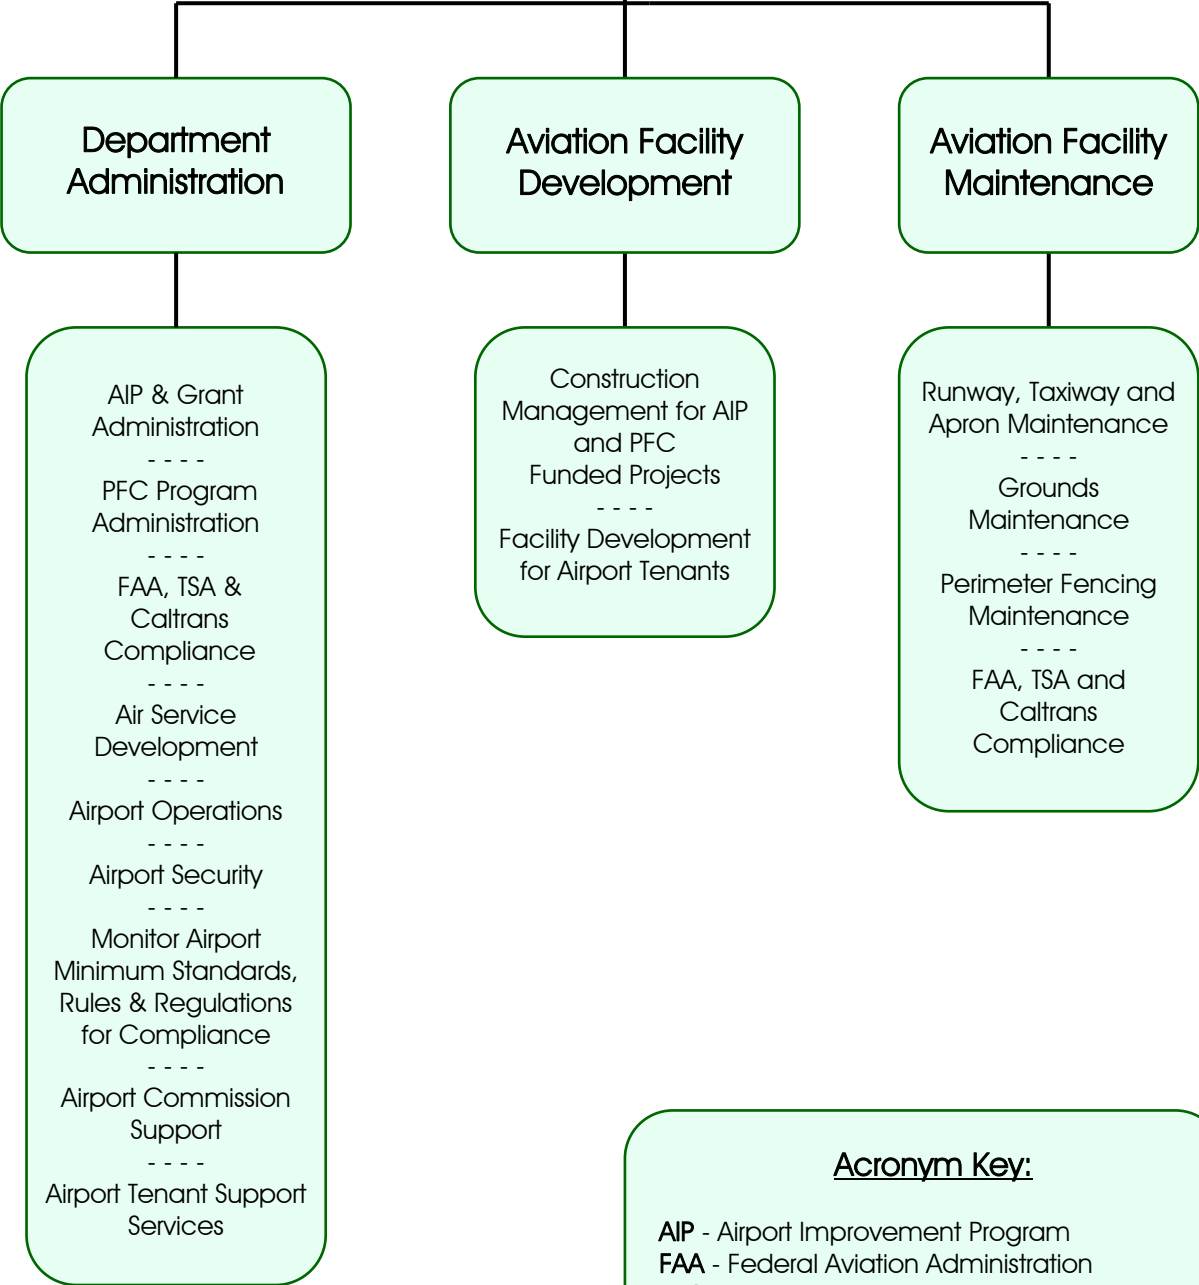 Department
Administration
Aviation Facility
Development
Aviation Facility
Maintenance
AIP & Grant
Administration
- - - -
PFC Program
Administration
- - - -
FAA, TSA &
Caltrans
Compliance
- - - -
Air Service
Development
- - - -
Airport Operations
- - - -
Airport Security
- - - -
Monitor Airport
Minimum Standards,
Rules & Regulations
for Compliance
- - - -
Airport Commission
Support
- - - -
Airport Tenant Support
Services
Construction
Management for AIP
and PFC
Funded Projects
- - - -
Facility Development
for Airport Tenants
Runway, Taxiway and
Apron Maintenance
- - - -
Grounds
Maintenance
- - - -
Perimeter Fencing
Maintenance
- - - -
FAA, TSA and
Caltrans
Compliance
Acronym Key:
AIP - Airport Improvement Program
FAA - Federal Aviation Administration